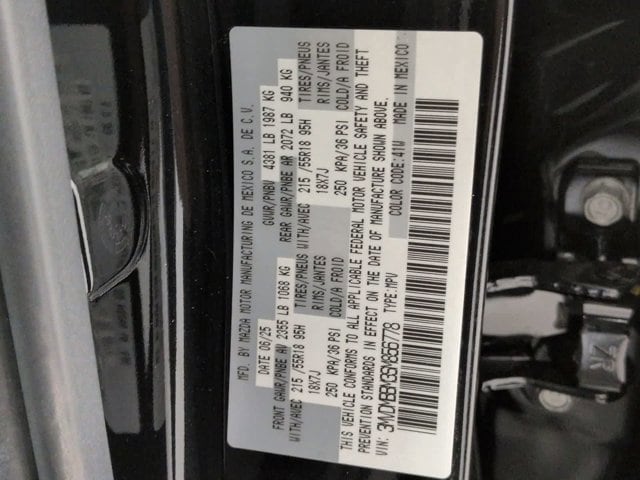 MFD. BY MAZDA MOTOR MANUFACTURING DE MEXICO S.A. DE C.V.
DATE 06/25 GVWR/PNBV 4381 LB 1987 KG
FRONT GAWR/PNBE AV 2355 LB 1068 KG REAR GAWR/PNBE AR 2072 LB 940 KG
WITH/AVEC 215 /55R18 95H TIRES/PNEUS WITH/AVEC 215 /55R18 95H TIRES/PNEUS
18X7J RIMS/JANTES 18X7J RIMS/JANTES
250 KPA/36 PSI COLD/A FROID 250 KPA/36 PSI COLD/A FROID
THIS VEHICLE CONFORMS TO ALL APPLICABLE FEDERAL MOTOR VEHICLE SAFETY AND THEFT
PREVENTION STANDARDS IN EFFECT ON THE DATE OF MANUFACTURE SHOWN ABOVE.
VIN: TYPE:MPV COLOR CODE:41W MADE IN MEXICO